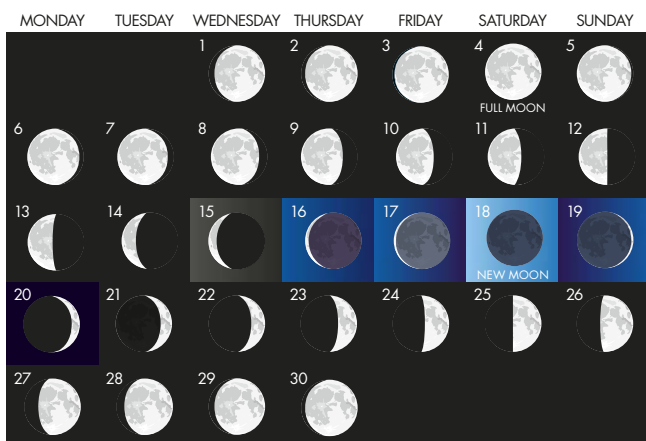 MONDAY TUESDAY WEDNESDAY THURSDAY FRIDAY SATURDAY SUNDAY
1 2 3 4 5
FULL MOON
6 7 8 9 10 11 12
13 14 15 16 17 18 19
NEW MOON
20 21 22 23 24 25 26
27 28 29 30